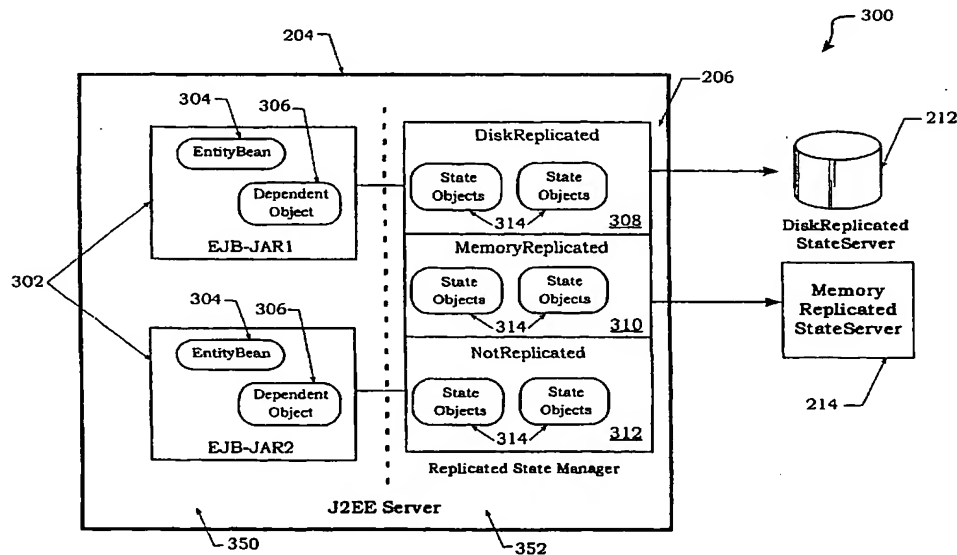 300
204
206
304
306
212
DiskReplicated
EntityBean
State
Objects
State
Objects
Dependent
Object
314
308
DiskReplicated
StateServer
EJB-JAR1
MemoryReplicated
302
State
Objects
State
Objects
Memory
Replicated
StateServer
304
306
314
310
EntityBean
NotReplicated
Dependent
Object
State
Objects
State
Objects
214
314
312
EJB-JAR2
Replicated State Manager
J2EE Server
350
352